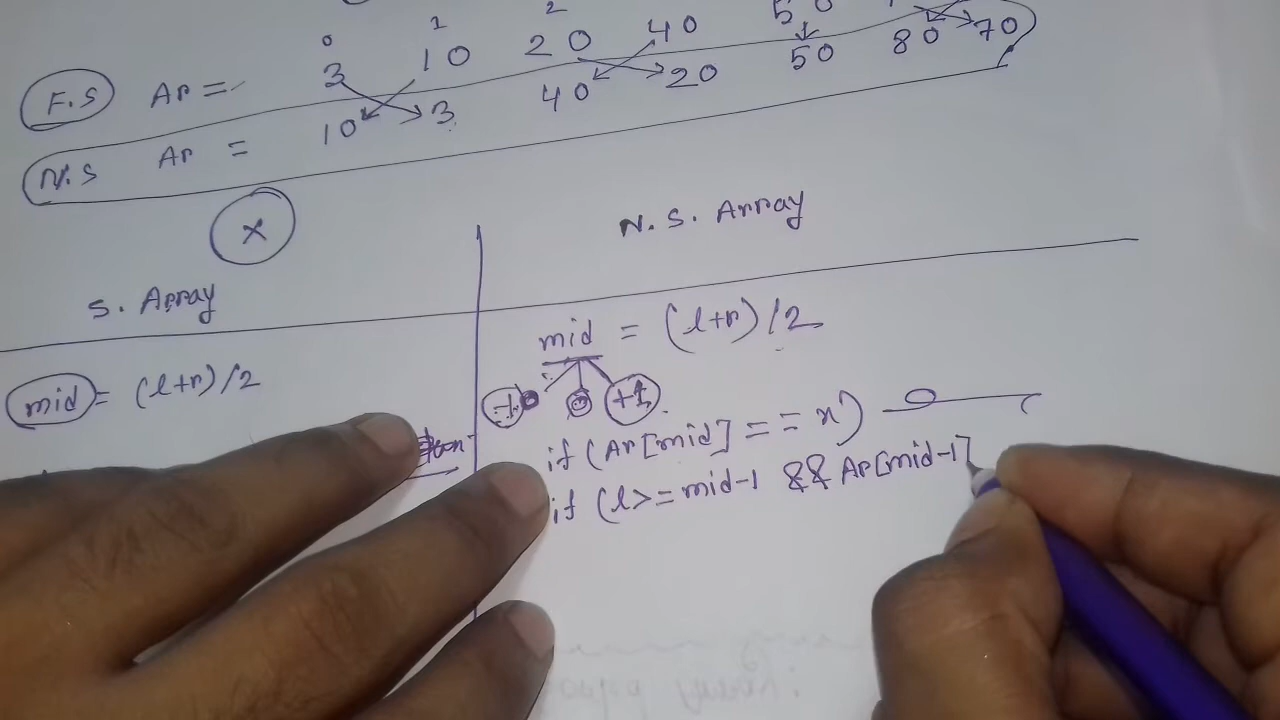 0 1 2
F.S Ar = 3 10 20 40 50
N.S Ar = 10 3 40 20 50 80 70
x
S. Array
N. S. Array
mid = (l+r)/2
mid = (l+r)/2
-1 +1
if (Ar[mid] == x)
if (l>=mid-1 && Ar[mid-1]